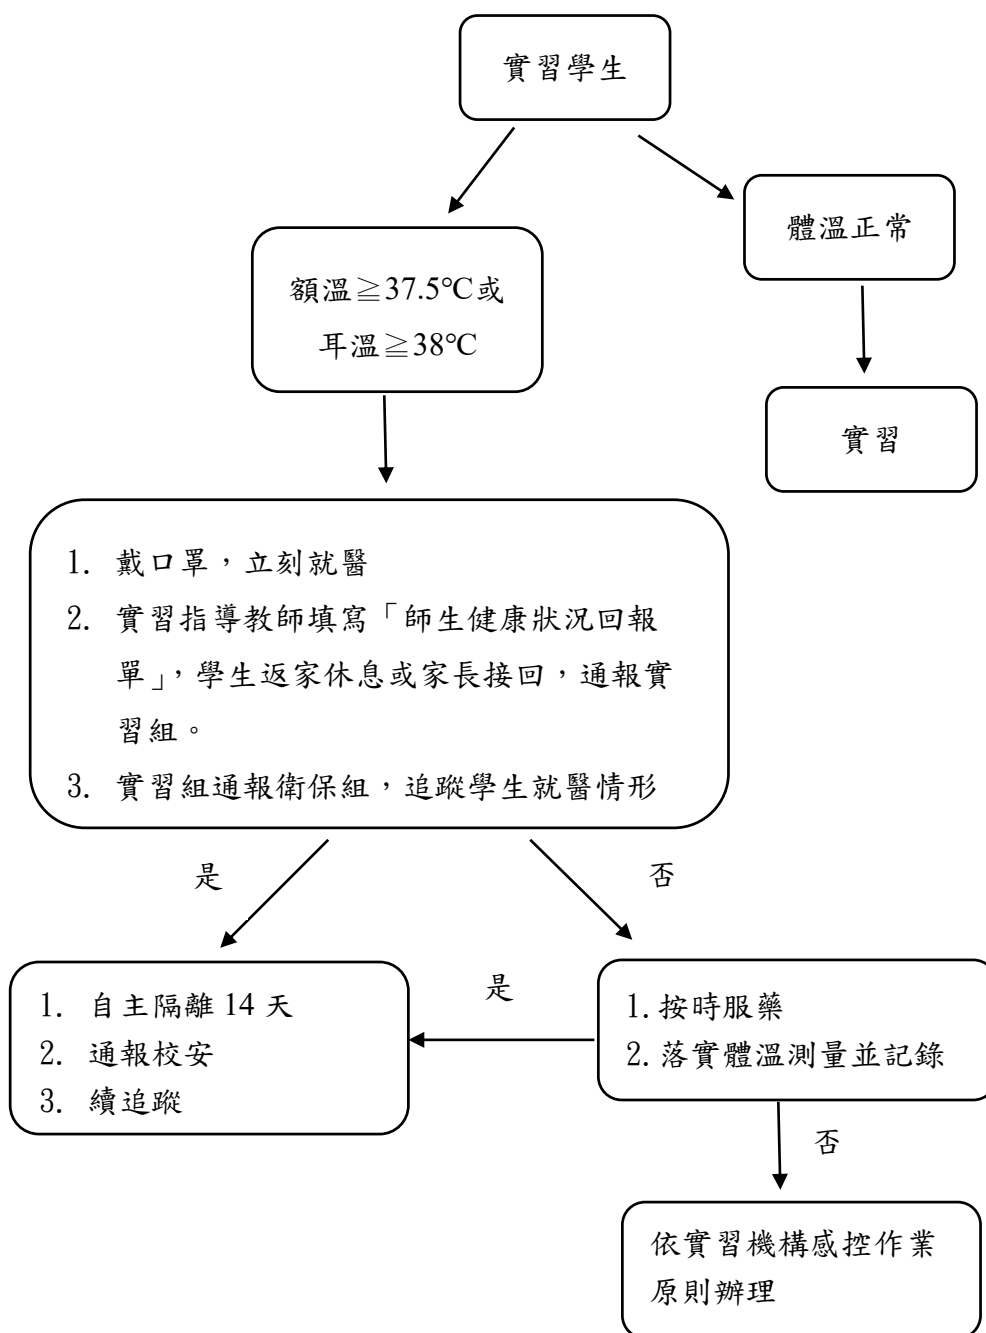 實習學生
體溫正常
額溫≧37.5℃或
耳溫≧38℃
實習
1. 戴口罩，立刻就醫
2. 實習指導教師填寫「師生健康狀況回報
單」，學生返家休息或家長接回，通報實
習組。
3. 實習組通報衛保組，追蹤學生就醫情形
是
否
1. 自主隔離 14 天
2. 通報校安
3. 續追蹤
是
1. 按時服藥
2. 落實體溫測量並記錄
否
依實習機構感控作業
原則辦理